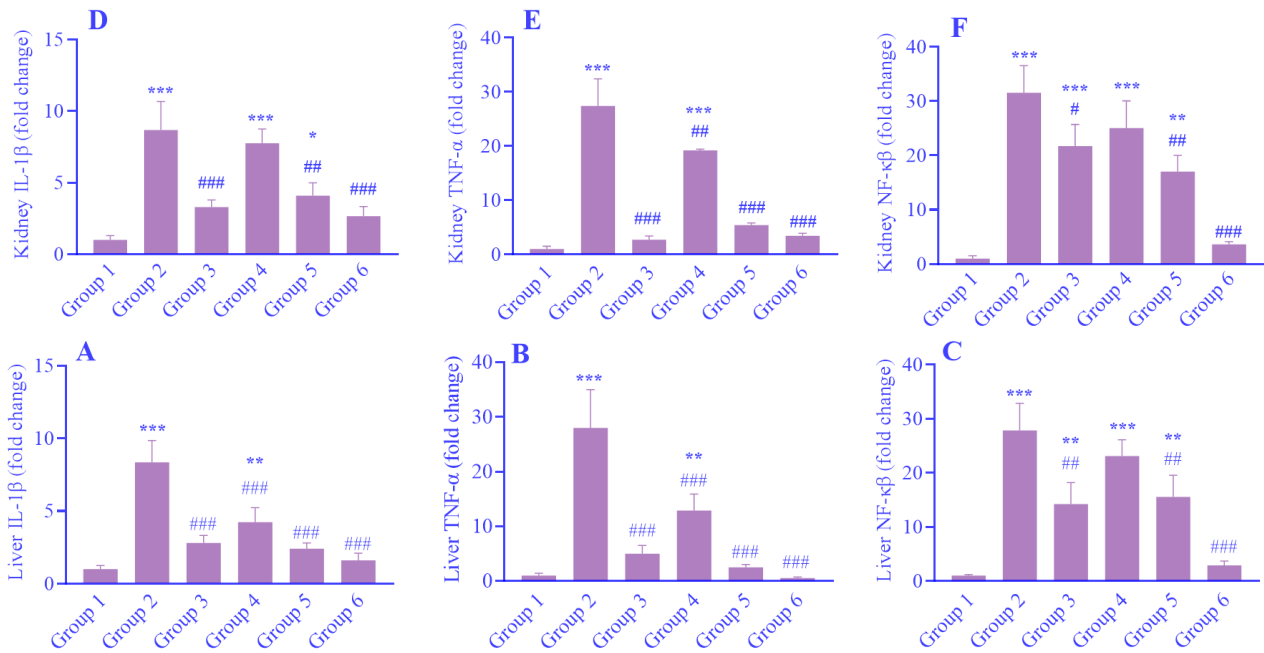 D
Kidney IL-1β (fold change)
15
10
5
0
***
###
***
*
##
###
Group 1
Group 2
Group 3
Group 4
Group 5
Group 6
E
Kidney TNF-α (fold change)
40
30
20
10
0
***
###
***
##
###
###
Group 1
Group 2
Group 3
Group 4
Group 5
Group 6
F
Kidney NF-κβ (fold change)
40
30
20
10
0
***
***
#
***
**
##
###
Group 1
Group 2
Group 3
Group 4
Group 5
Group 6
A
Liver IL-1β (fold change)
15
10
5
0
***
###
**
###
###
###
Group 1
Group 2
Group 3
Group 4
Group 5
Group 6
B
Liver TNF-α (fold change)
40
30
20
10
0
***
###
**
###
###
###
Group 1
Group 2
Group 3
Group 4
Group 5
Group 6
C
Liver NF-κβ (fold change)
40
30
20
10
0
***
**
##
***
**
##
###
Group 1
Group 2
Group 3
Group 4
Group 5
Group 6